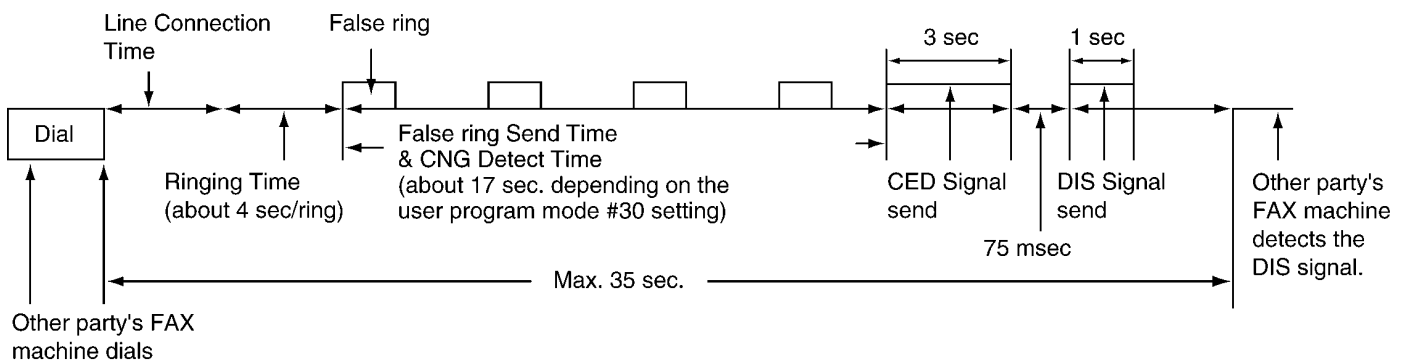 Line Connection
Time
False ring
3 sec
1 sec
Dial
False ring Send Time
& CNG Detect Time
(about 17 sec. depending on the
user program mode #30 setting)
Ringing Time
(about 4 sec/ring)
CED Signal
send
DIS Signal
send
Other party's
FAX machine
detects the
DIS signal.
75 msec
Max. 35 sec.
Other party's FAX
machine dials